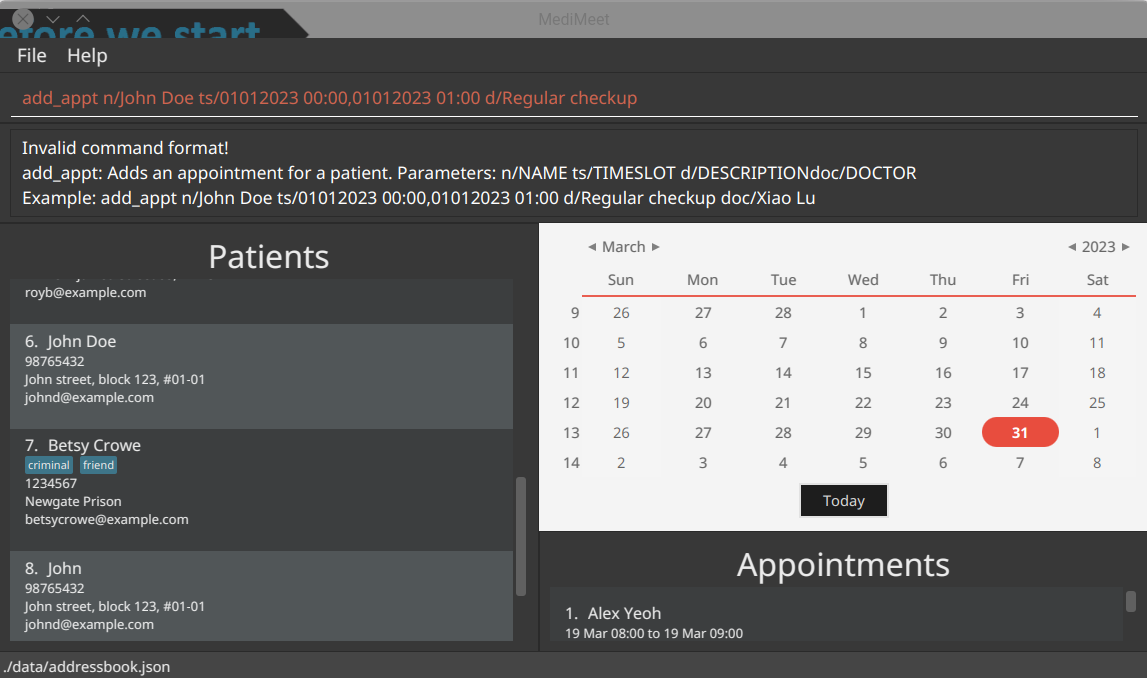 MediMeet
efore we start
File Help
add_appt n/John Doe ts/01012023 00:00,01012023 01:00 d/Regular checkup
Invalid command format!
add_appt: Adds an appointment for a patient. Parameters: n/NAME ts/TIMESLOT d/DESCRIPTIONdoc/DOCTOR
Example: add_appt n/John Doe ts/01012023 00:00,01012023 01:00 d/Regular checkup doc/Xiao Lu
Patients
royb@example.com
6. John Doe
98765432
John street, block 123, #01-01
johnd@example.com
7. Betsy Crowe
criminal friend
1234567
Newgate Prison
betsycrowe@example.com
8. John
98765432
John street, block 123, #01-01
johnd@example.com
March 2023
Sun Mon Tue Wed Thu Fri Sat
9 26 27 28 1 2 3 4
10 5 6 7 8 9 10 11
11 12 13 14 15 16 17 18
12 19 20 21 22 23 24 25
13 26 27 28 29 30 31 1
14 2 3 4 5 6 7 8
Today
Appointments
1. Alex Yeoh
19 Mar 08:00 to 19 Mar 09:00
./data/addressbook.json